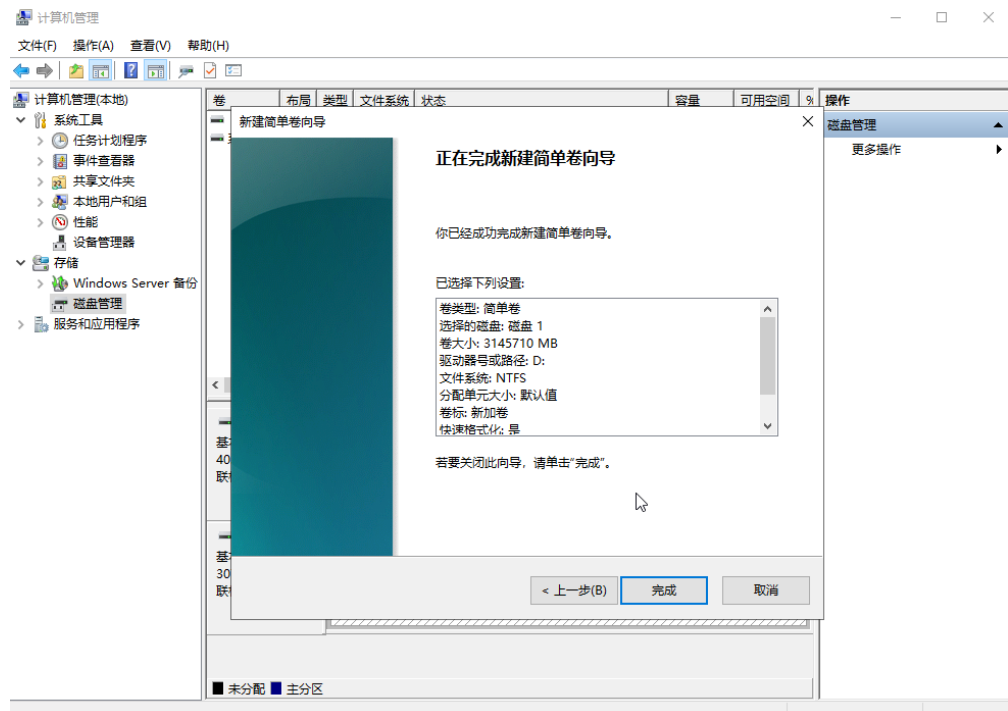 计算机管理
文件(F) 操作(A) 查看(V) 帮助(H)
计算机管理(本地)
系统工具
任务计划程序
事件查看器
共享文件夹
本地用户和组
性能
设备管理器
存储
Windows Server 备份
磁盘管理
服务和应用程序
卷 布局 类型 文件系统 状态 容量 可用空间 %
新建简单卷向导
正在完成新建简单卷向导
你已经成功完成新建简单卷向导。
已选择下列设置:
卷类型: 简单卷
选择的磁盘: 磁盘 1
卷大小: 3145710 MB
驱动器号或路径: D:
文件系统: NTFS
分配单元大小: 默认值
卷标: 新加卷
快速格式化: 是
若要关闭此向导，请单击"完成"。
< 上一步(B) 完成 取消
基
40
联
基
30
联
未分配 主分区
操作
磁盘管理
更多操作